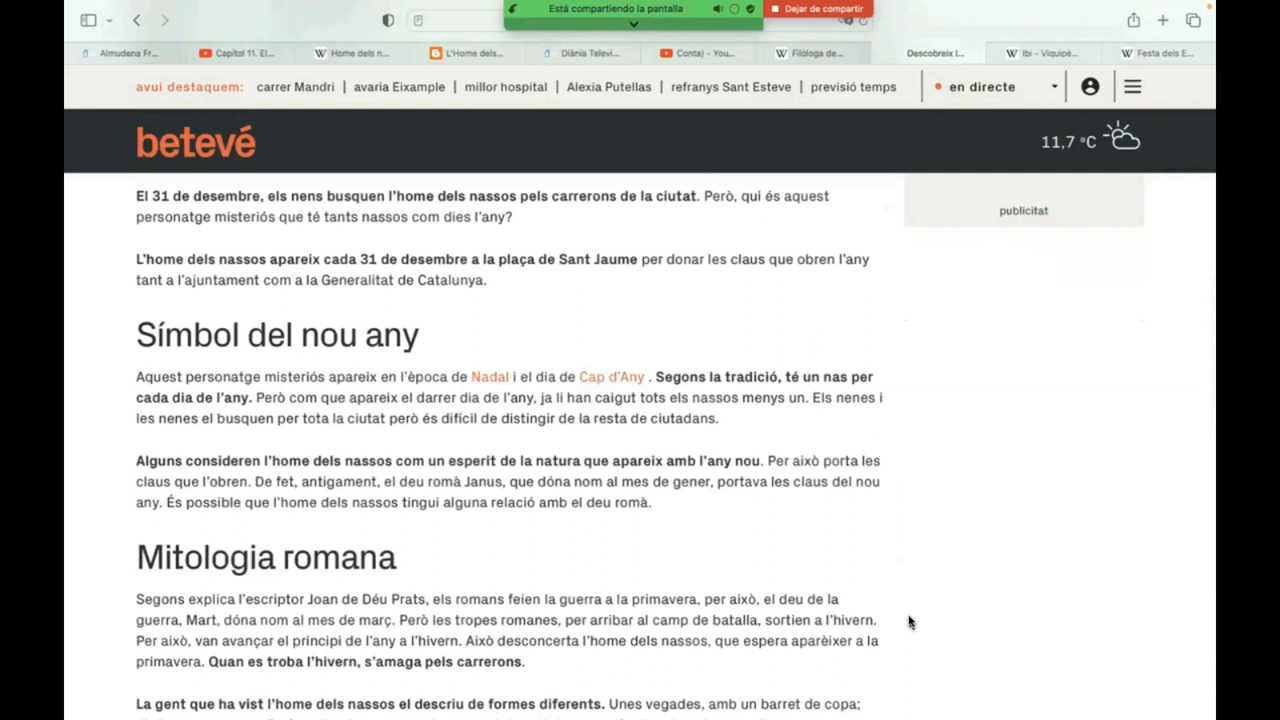 Está compartiendo la pantalla
Dejar de compartir
Almudena Fr...
Capítol 11. El...
Home dels n...
L'Home dels...
Diània Televi...
Conta) - You...
Filòloga de...
Descobreix l...
Ibi - Viquipè...
Festa dels E...
avui destaquem: carrer Mandri | avaria Eixample | millor hospital | Alexia Putellas | refranys Sant Esteve | previsió temps
en directe
betevé
11,7 ºC
El 31 de desembre, els nens busquen l'home dels nassos pels carrerons de la ciutat. Però, qui és aquest
personatge misteriós que té tants nassos com dies l'any?
publicitat
L'home dels nassos apareix cada 31 de desembre a la plaça de Sant Jaume per donar les claus que obren l'any
tant a l'ajuntament com a la Generalitat de Catalunya.
Símbol del nou any
Aquest personatge misteriós apareix en l'època de Nadal i el dia de Cap d'Any . Segons la tradició, té un nas per
cada dia de l'any. Però com que apareix el darrer dia de l'any, ja li han caigut tots els nassos menys un. Els nenes i
les nenes el busquen per tota la ciutat però és difícil de distingir de la resta de ciutadans.
Alguns consideren l'home dels nassos com un esperit de la natura que apareix amb l'any nou. Per això porta les
claus que l'obren. De fet, antigament, el deu romà Janus, que dóna nom al mes de gener, portava les claus del nou
any. És possible que l'home dels nassos tingui alguna relació amb el deu romà.
Mitologia romana
Segons explica l'escriptor Joan de Déu Prats, els romans feien la guerra a la primavera, per això, el deu de la
guerra, Mart, dóna nom al mes de març. Però les tropes romanes, per arribar al camp de batalla, sortien a l'hivern.
Per això, van avançar el principi de l'any a l'hivern. Això desconcerta l'home dels nassos, que espera aparèixer a la
primavera. Quan es troba l'hivern, s'amaga pels carrerons.
La gent que ha vist l'home dels nassos el descriu de formes diferents. Unes vegades, amb un barret de copa;